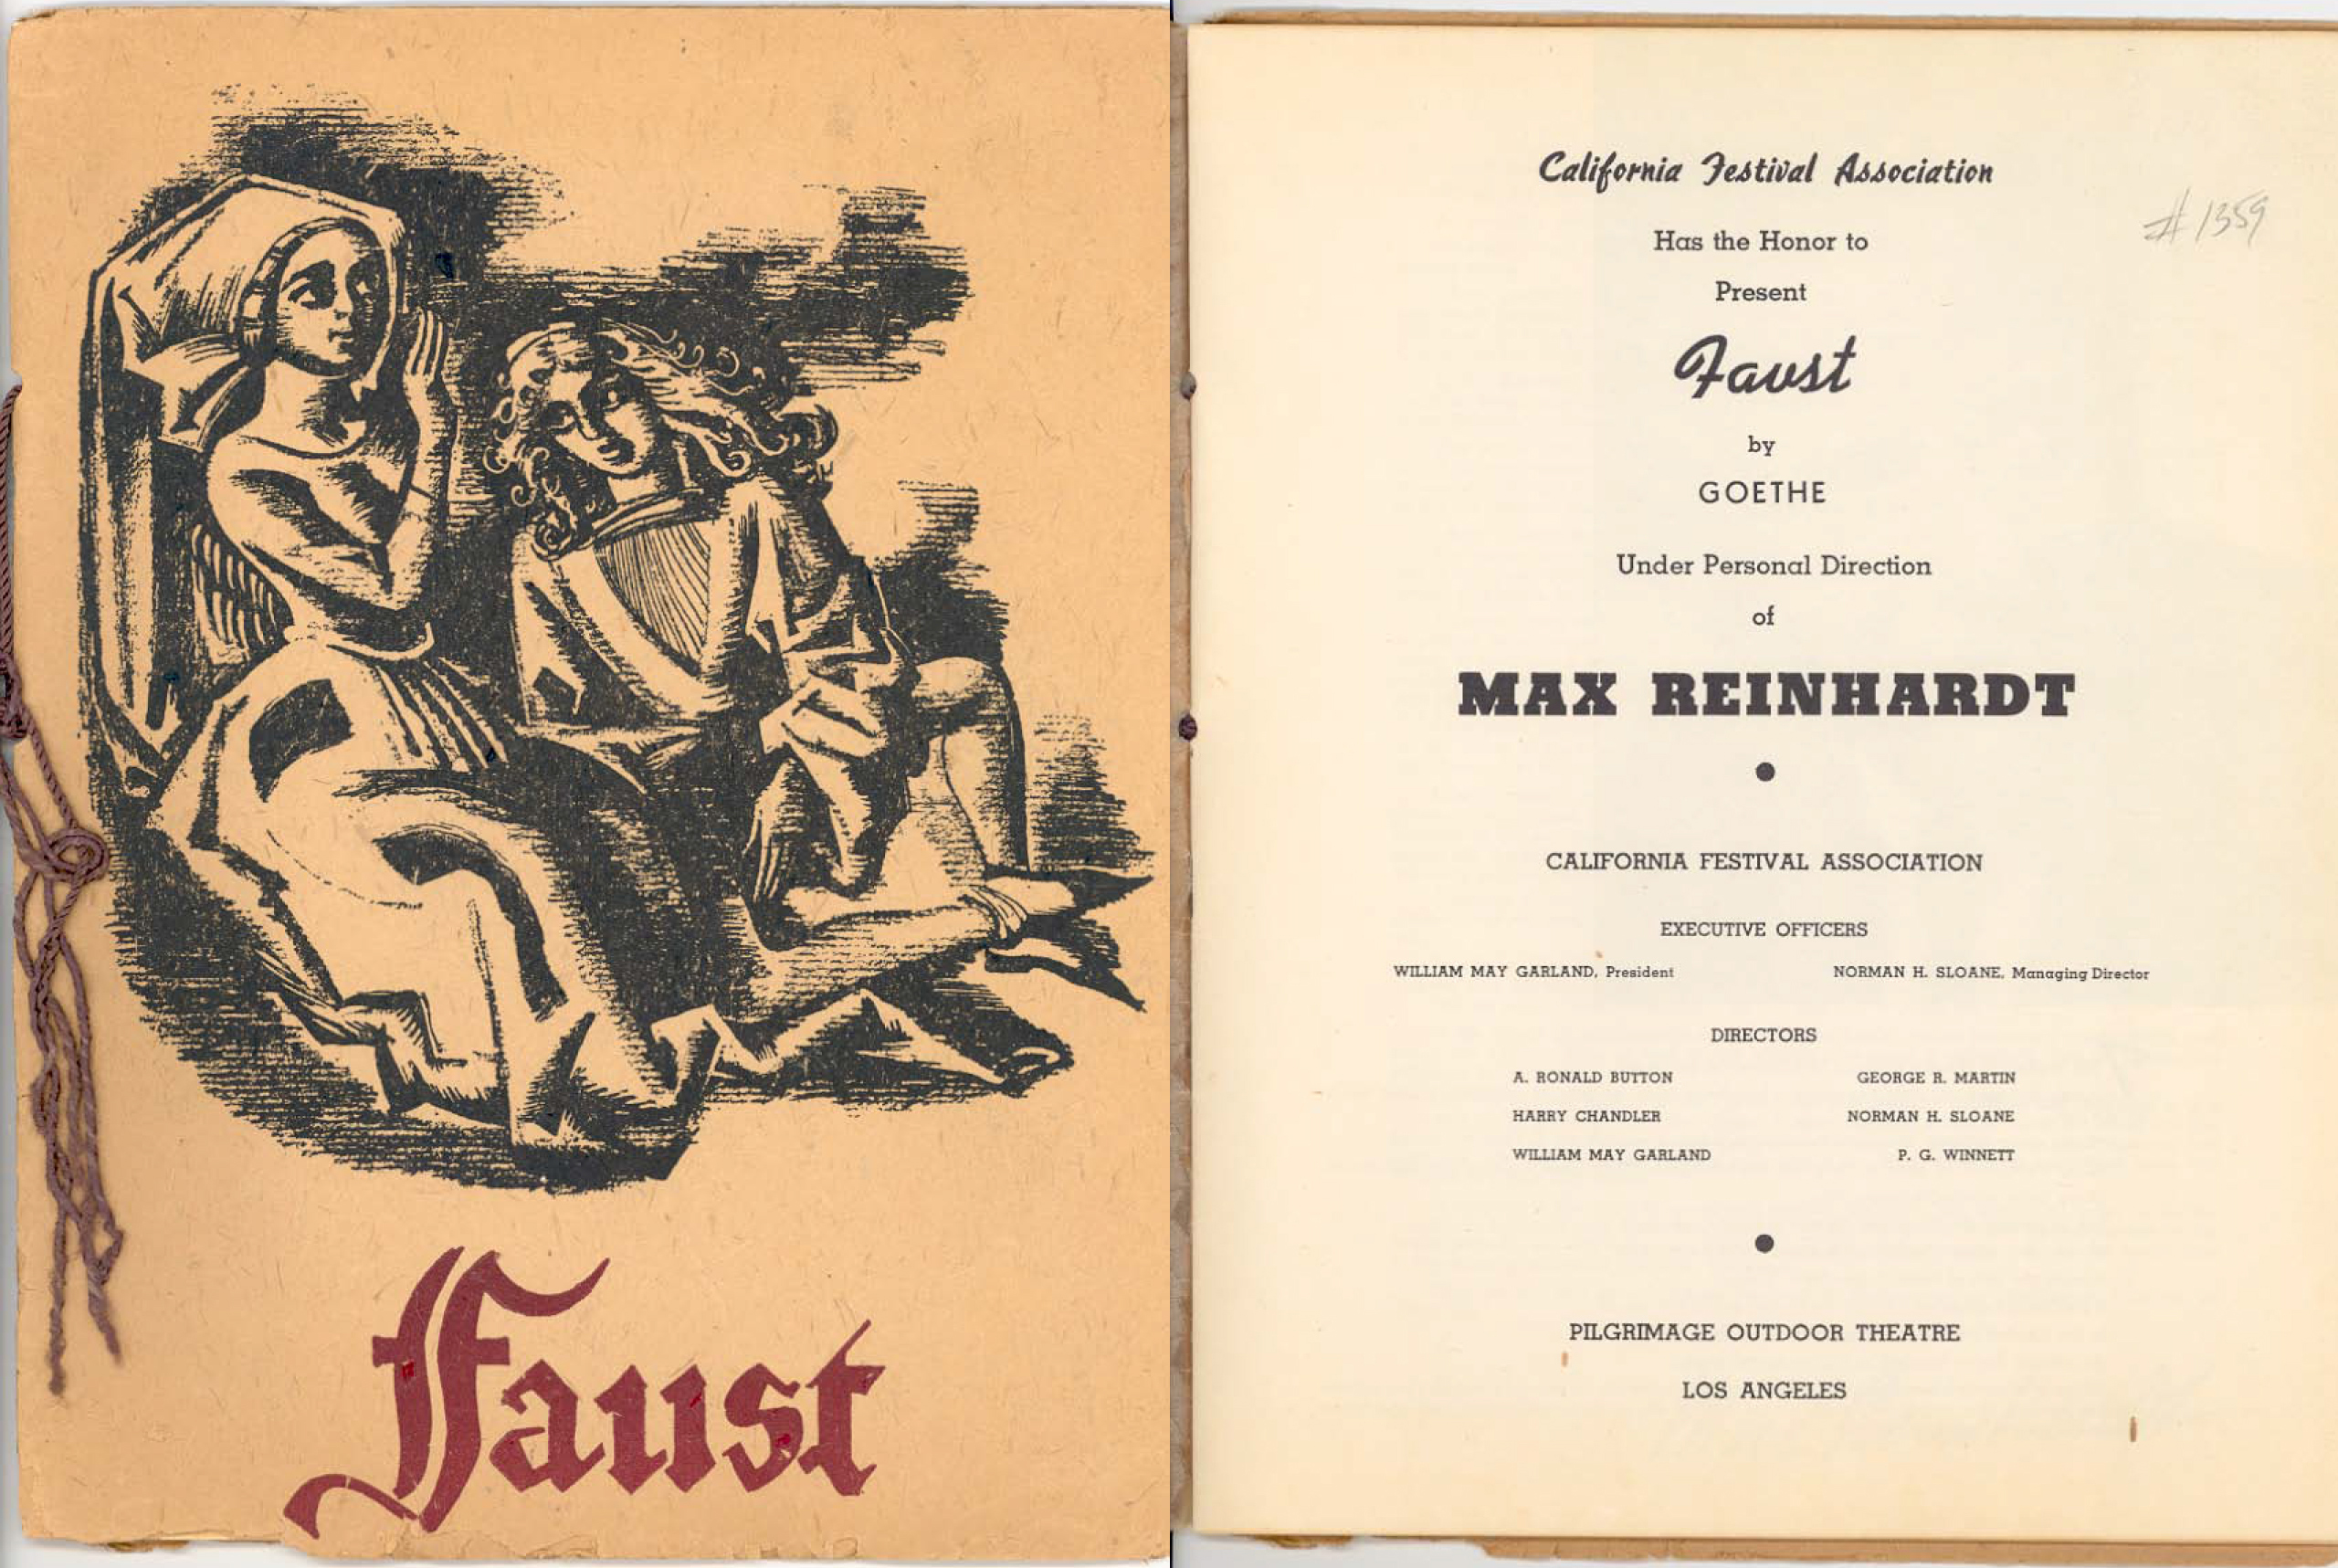 Faust
California Festival Association
# 1359
Has the Honor to
Present
Faust
by
GOETHE
Under Personal Direction
of
MAX REINHARDT
CALIFORNIA FESTIVAL ASSOCIATION
EXECUTIVE OFFICERS
WILLIAM MAY GARLAND, President NORMAN H. SLOANE, Managing Director
DIRECTORS
A. RONALD BUTTON GEORGE R. MARTIN
HARRY CHANDLER NORMAN H. SLOANE
WILLIAM MAY GARLAND P. G. WINNETT
PILGRIMAGE OUTDOOR THEATRE
LOS ANGELES